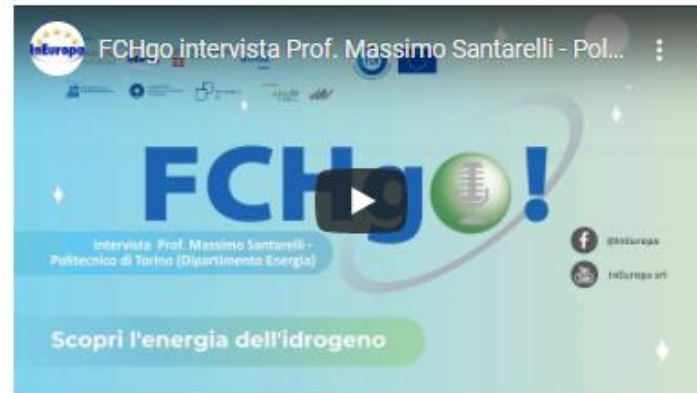 InEuropa
FCHgo intervista Prof. Massimo Santarelli - Pol...
FCHgo!
intervista Prof. Massimo Santarelli -
Politecnico di Torino (Dipartimento Energia)
@InEuropa
InEuropa srl
Scopri l'energia dell'idrogeno